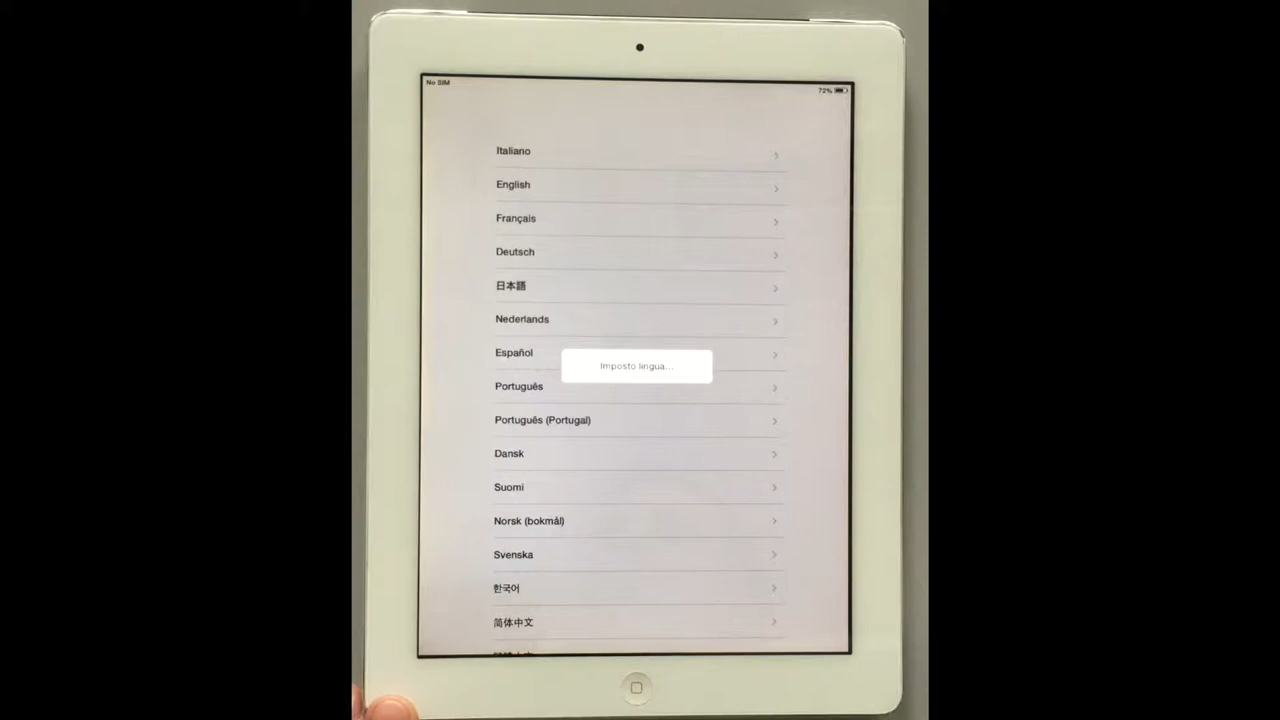 No SIM
72%
Italiano
English
Français
Deutsch
日本語
Nederlands
Español
Imposto lingua...
Português
Português (Portugal)
Dansk
Suomi
Norsk (bokmål)
Svenska
한국어
简体中文